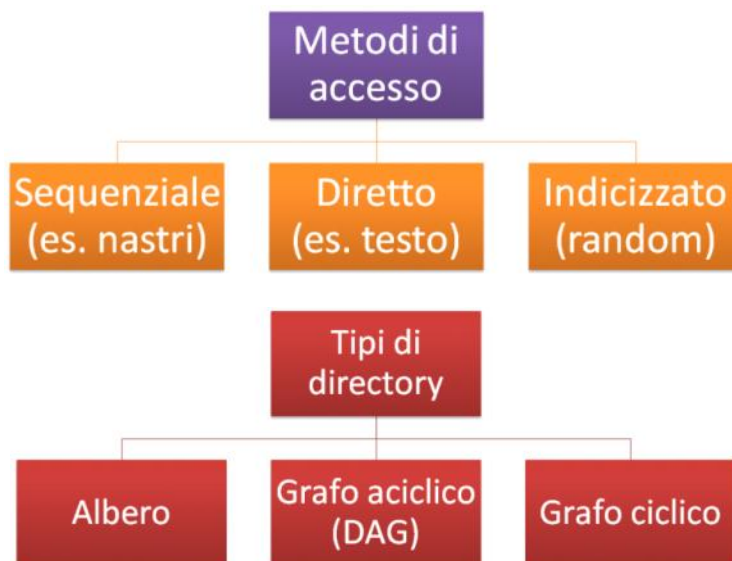 Metodi di
accesso
Sequenziale
(es. nastri)
Diretto
(es. testo)
Indicizzato
(random)
Tipi di
directory
Albero
Grafo aciclico
(DAG)
Grafo ciclico